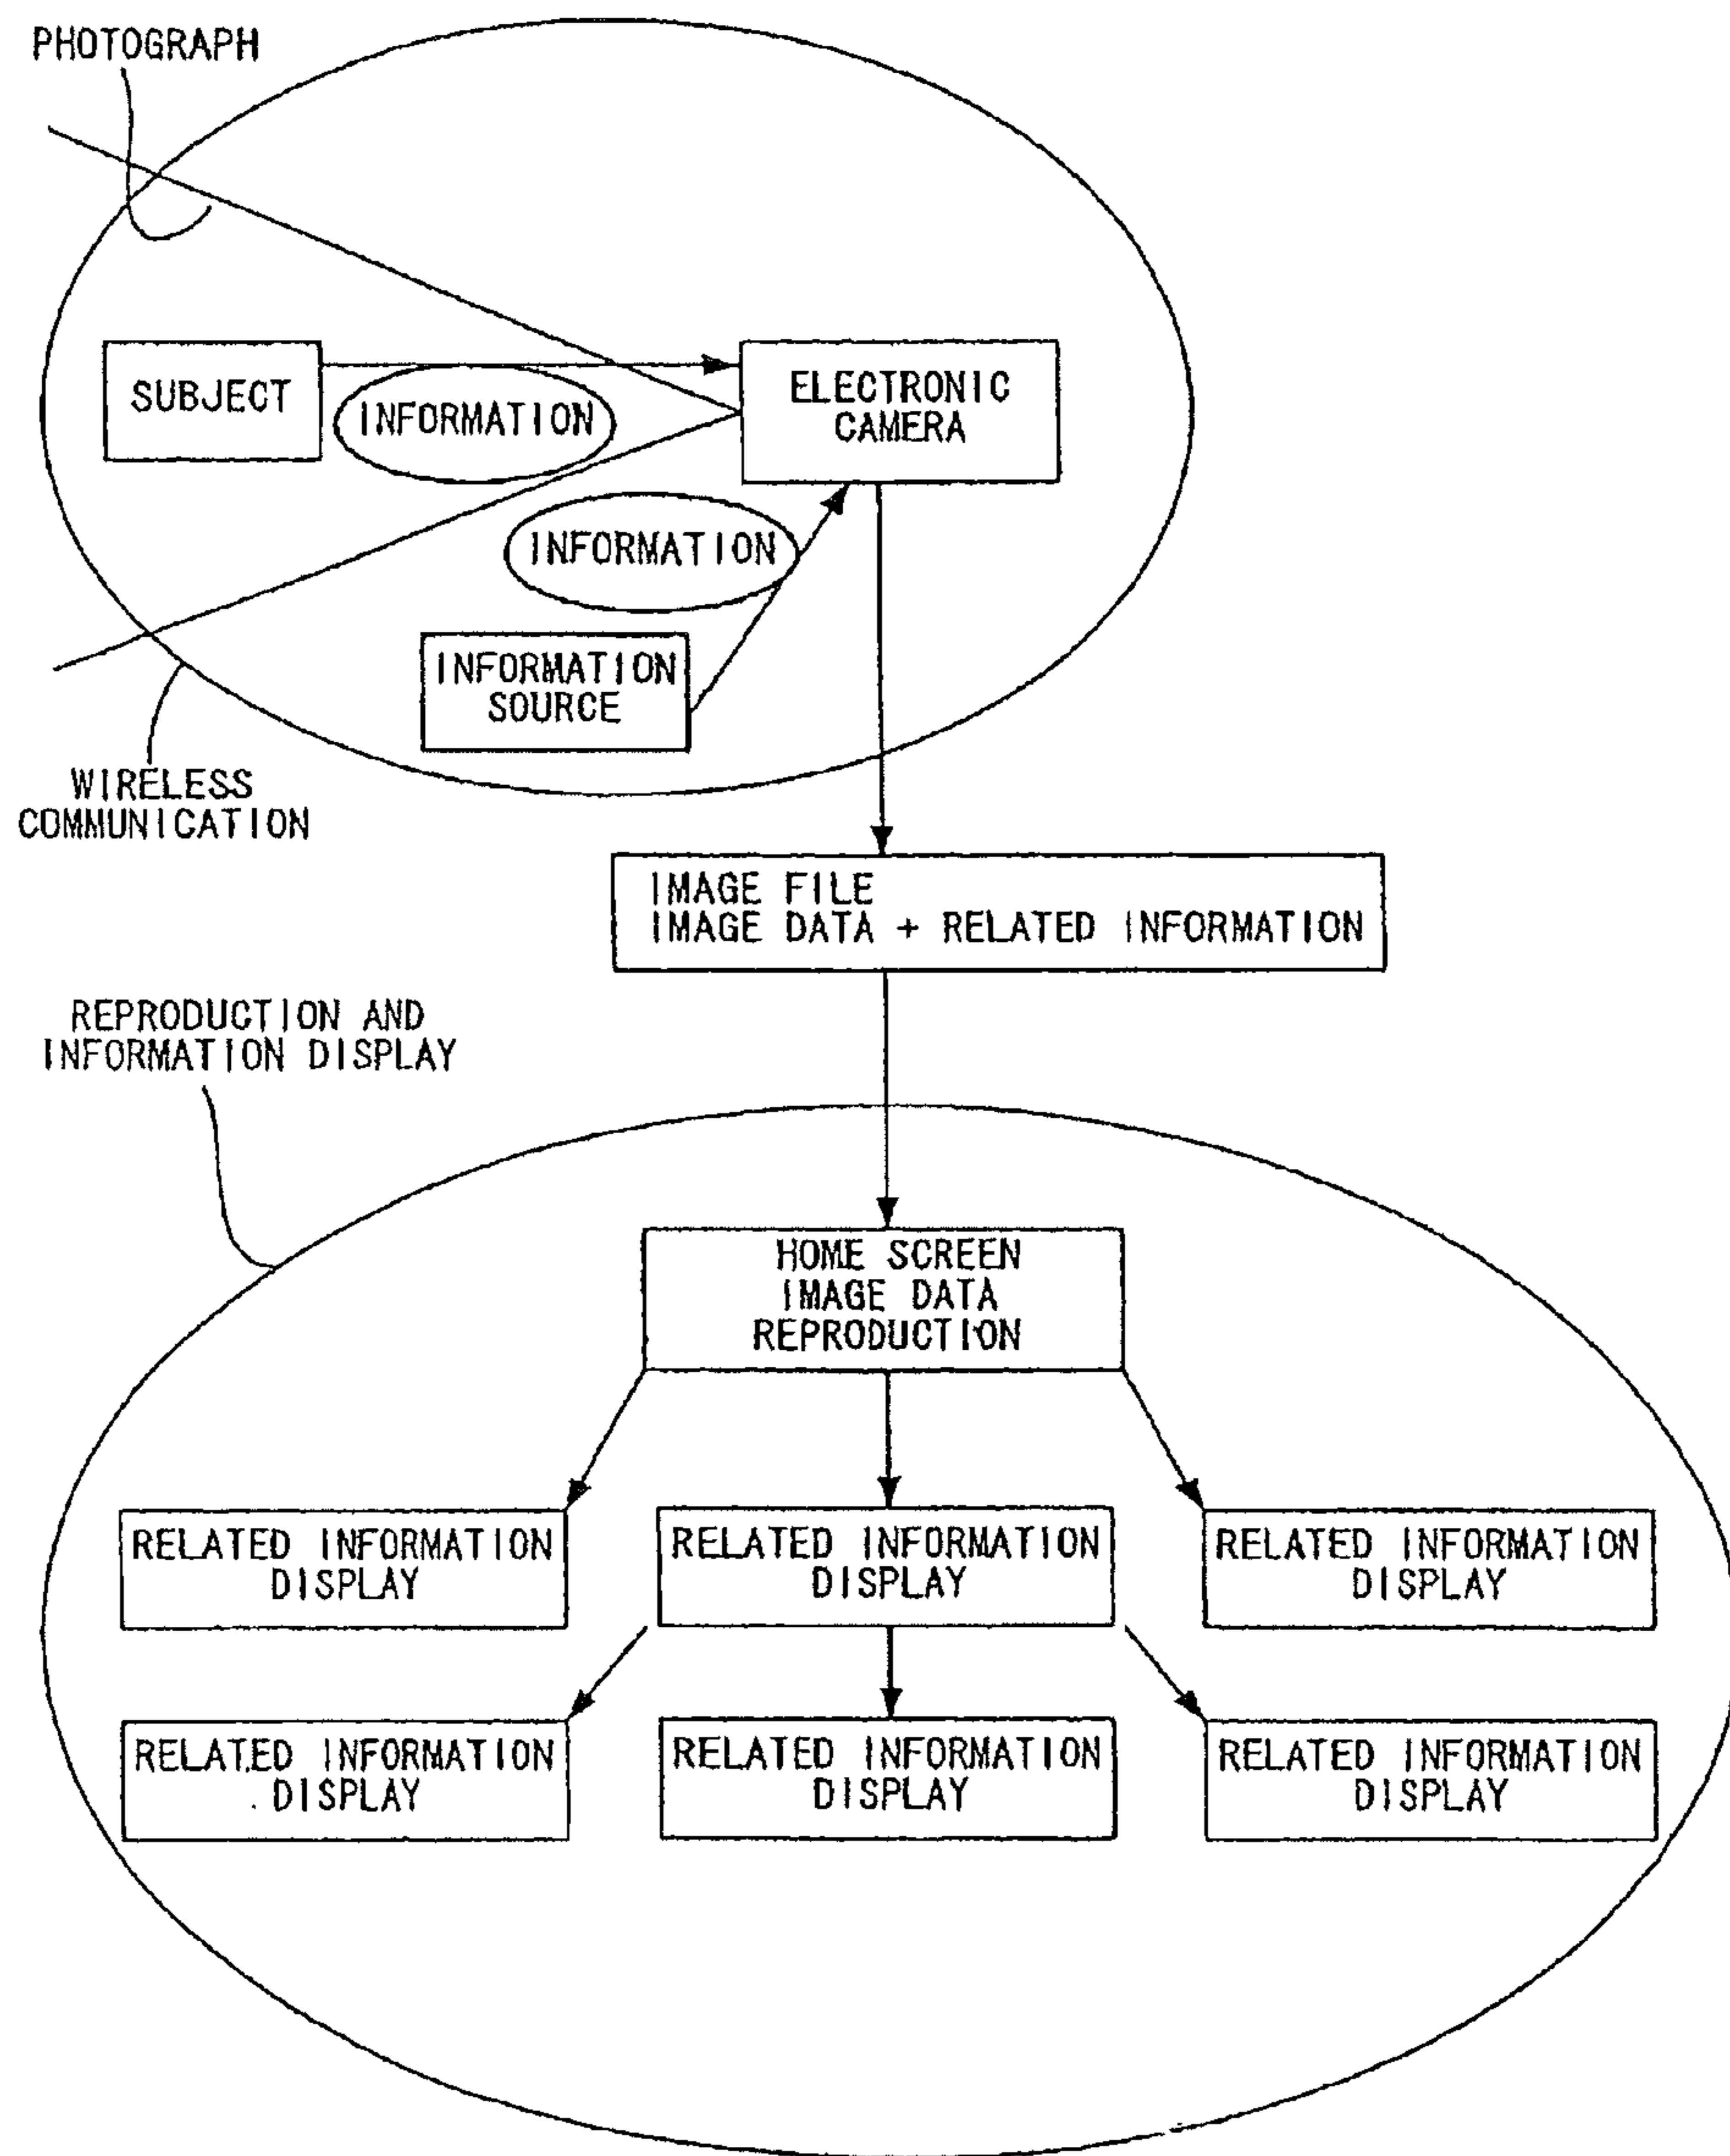 PHOTOGRAPH
SUBJECT
INFORMATION
ELECTRONIC
CAMERA
INFORMATION
INFORMATION
SOURCE
WIRELESS
COMMUNICATION
IMAGE FILE
IMAGE DATA + RELATED INFORMATION
REPRODUCTION AND
INFORMATION DISPLAY
HOME SCREEN
IMAGE DATA
REPRODUCTION
RELATED INFORMATION
DISPLAY
RELATED INFORMATION
DISPLAY
RELATED INFORMATION
DISPLAY
RELATED INFORMATION
DISPLAY
RELATED INFORMATION
DISPLAY
RELATED INFORMATION
DISPLAY